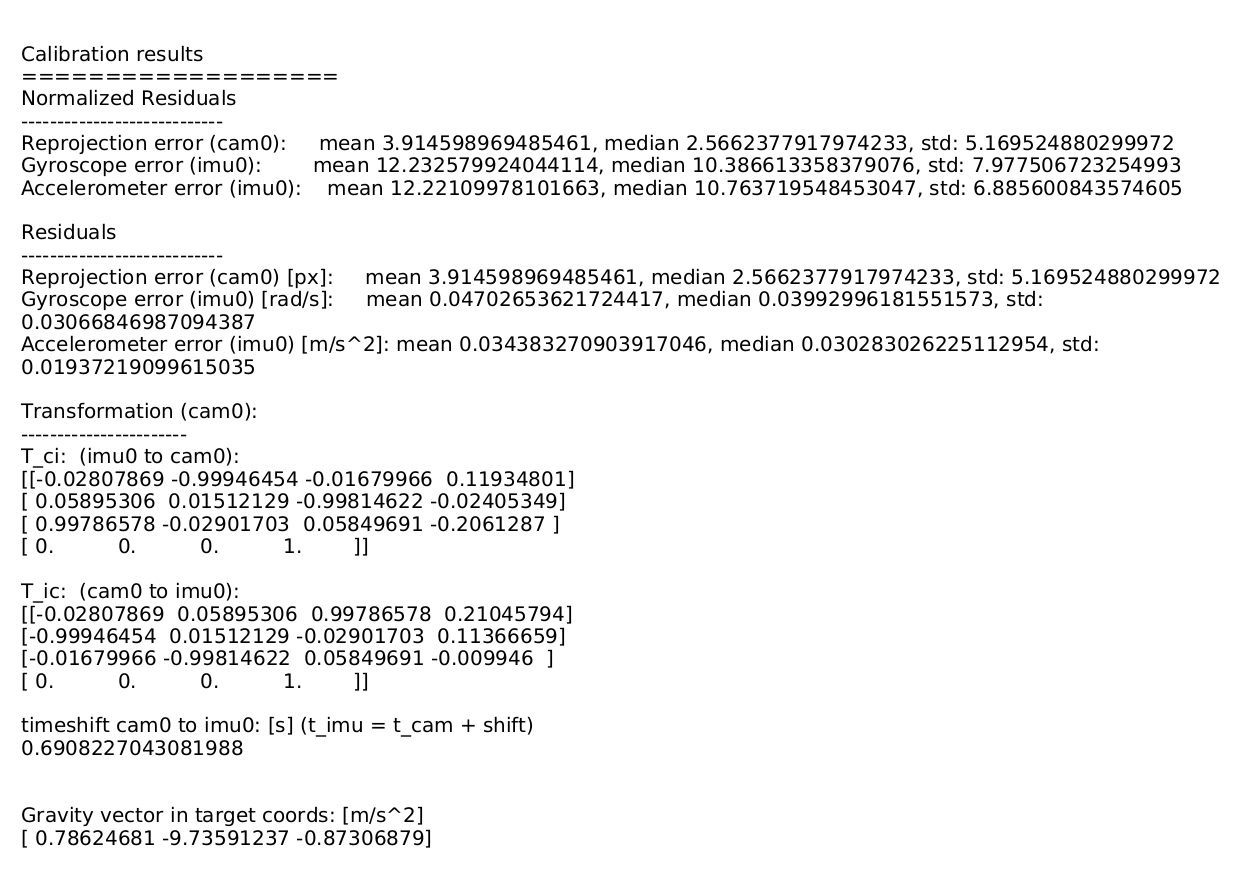 Calibration results
===================
Normalized Residuals
----------------------------
Reprojection error (cam0):     mean 3.914598969485461, median 2.5662377917974233, std: 5.169524880299972
Gyroscope error (imu0):        mean 12.232579924044114, median 10.386613358379076, std: 7.977506723254993
Accelerometer error (imu0):    mean 12.22109978101663, median 10.763719548453047, std: 6.885600843574605

Residuals
----------------------------
Reprojection error (cam0) [px]:     mean 3.914598969485461, median 2.5662377917974233, std: 5.169524880299972
Gyroscope error (imu0) [rad/s]:     mean 0.04702653621724417, median 0.03992996181551573, std:
0.03066846987094387
Accelerometer error (imu0) [m/s^2]: mean 0.034383270903917046, median 0.030283026225112954, std:
0.01937219099615035

Transformation (cam0):
-----------------------
T_ci:  (imu0 to cam0):
[[-0.02807869 -0.99946454 -0.01679966  0.11934801]
[ 0.05895306  0.01512129 -0.99814622 -0.02405349]
[ 0.99786578 -0.02901703  0.05849691 -0.2061287 ]
[ 0.          0.          0.          1.        ]]

T_ic:  (cam0 to imu0):
[[-0.02807869  0.05895306  0.99786578  0.21045794]
[-0.99946454  0.01512129 -0.02901703  0.11366659]
[-0.01679966 -0.99814622  0.05849691 -0.009946  ]
[ 0.          0.          0.          1.        ]]

timeshift cam0 to imu0: [s] (t_imu = t_cam + shift)
0.6908227043081988

Gravity vector in target coords: [m/s^2]
[ 0.78624681 -9.73591237 -0.87306879]